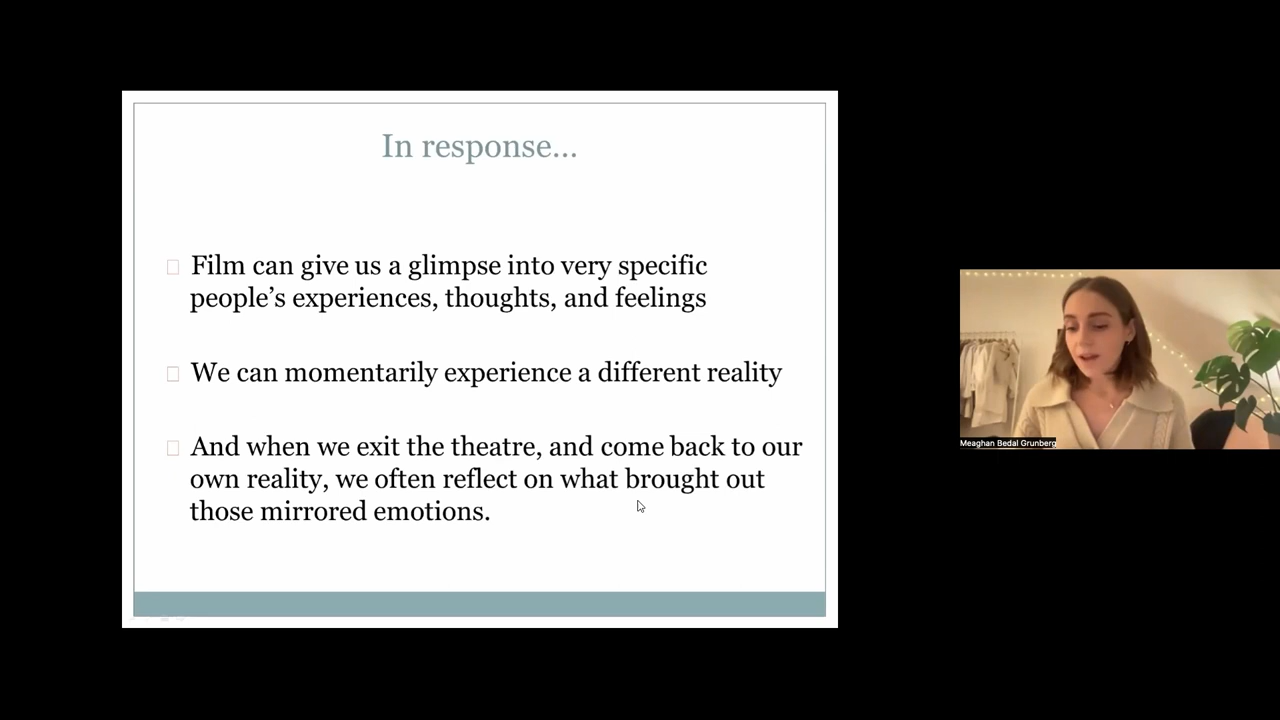 In response...
Film can give us a glimpse into very specific
people’s experiences, thoughts, and feelings
We can momentarily experience a different reality
And when we exit the theatre, and come back to our
own reality, we often reflect on what brought out
those mirrored emotions.
Meaghan Bedal Grunberg